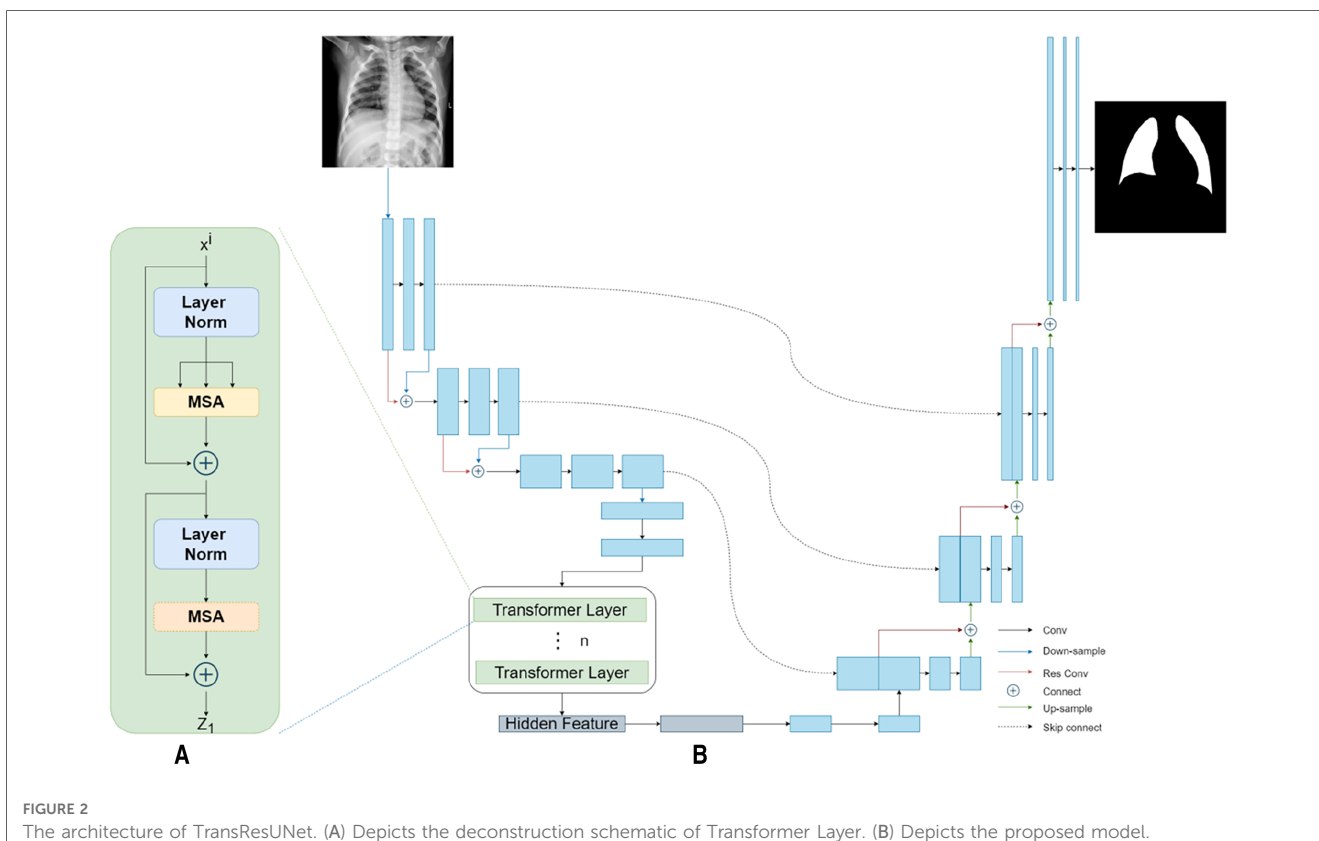 L
x^i
Layer
Norm
MSA
Layer
Norm
MSA
Z_1
A
Transformer Layer
⋮ n
Transformer Layer
Hidden Feature
B
Conv
Down-sample
Res Conv
Connect
Up-sample
Skip connect
FIGURE 2
The architecture of TransResUNet. (A) Depicts the deconstruction schematic of Transformer Layer. (B) Depicts the proposed model.